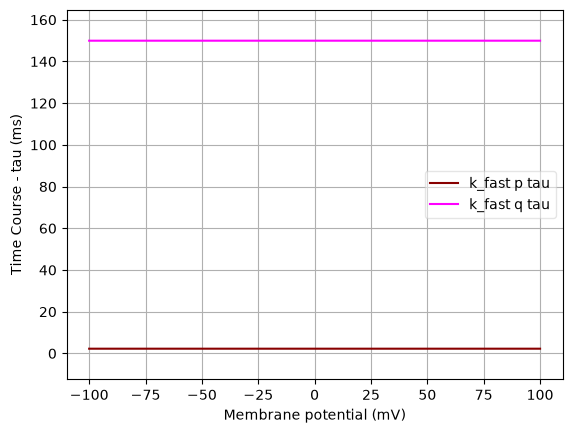 160
140
120
100
80
60
40
20
0
Time Course - tau (ms)
k_fast p tau
k_fast q tau
−100 −75 −50 −25 0 25 50 75 100
Membrane potential (mV)